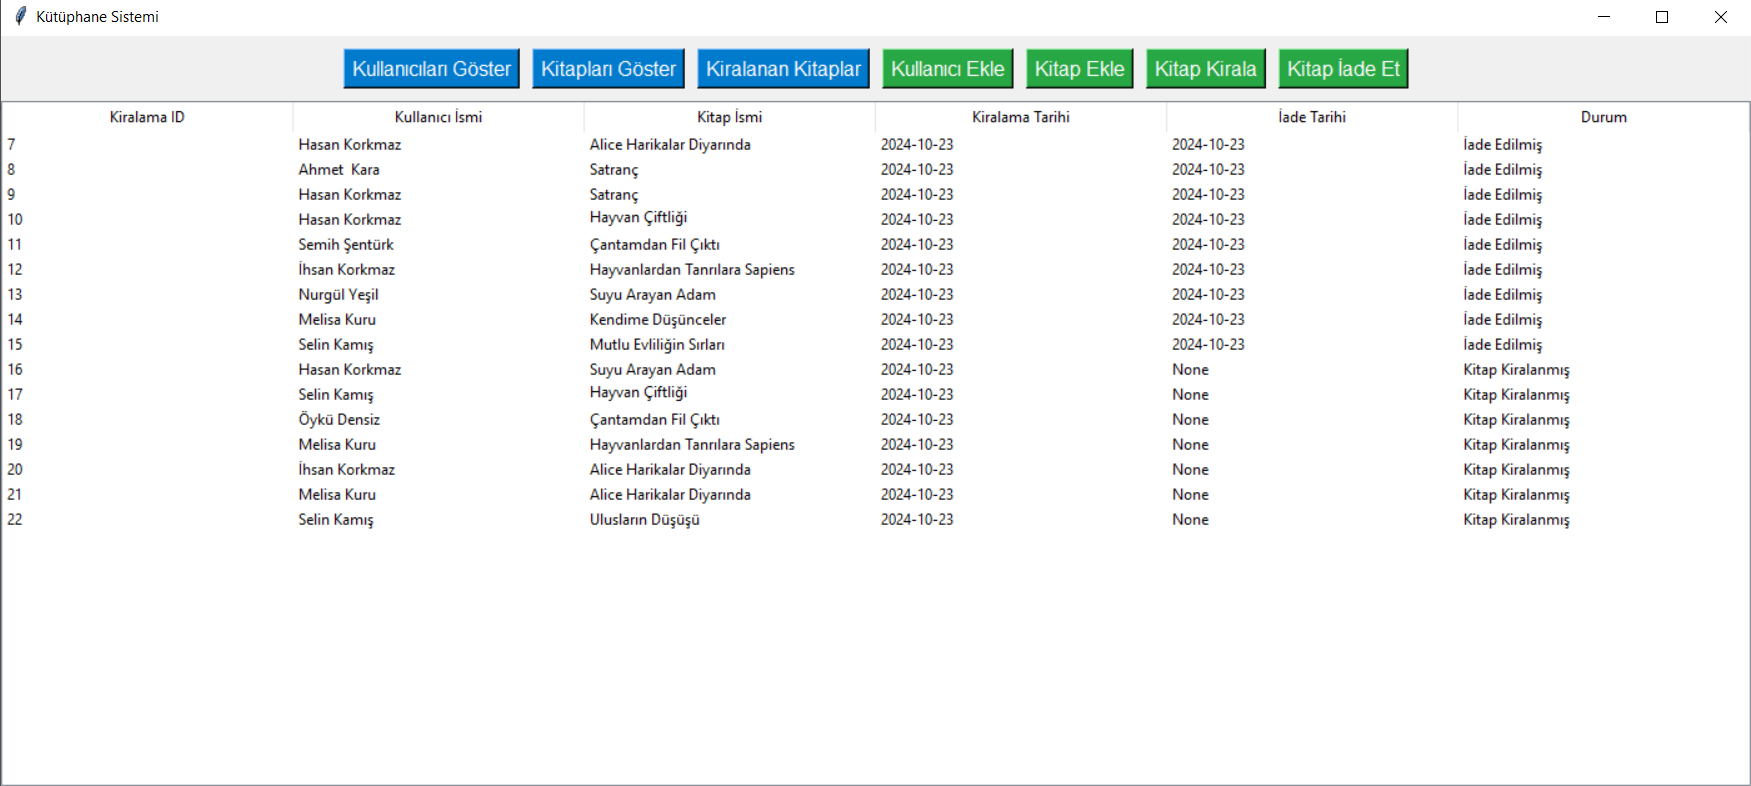 Kütüphane Sistemi
Kullanıcıları Göster Kitapları Göster Kiralanan Kitaplar Kullanıcı Ekle Kitap Ekle Kitap Kirala Kitap İade Et
Kiralama ID Kullanıcı İsmi Kitap İsmi Kiralama Tarihi İade Tarihi Durum
7 Hasan Korkmaz Alice Harikalar Diyarında 2024-10-23 2024-10-23 İade Edilmiş
8 Ahmet  Kara Satranç 2024-10-23 2024-10-23 İade Edilmiş
9 Hasan Korkmaz Satranç 2024-10-23 2024-10-23 İade Edilmiş
10 Hasan Korkmaz Hayvan Çiftliği 2024-10-23 2024-10-23 İade Edilmiş
11 Semih Şentürk Çantamdan Fil Çıktı 2024-10-23 2024-10-23 İade Edilmiş
12 İhsan Korkmaz Hayvanlardan Tanrılara Sapiens 2024-10-23 2024-10-23 İade Edilmiş
13 Nurgül Yeşil Suyu Arayan Adam 2024-10-23 2024-10-23 İade Edilmiş
14 Melisa Kuru Kendime Düşünceler 2024-10-23 2024-10-23 İade Edilmiş
15 Selin Kamış Mutlu Evliliğin Sırları 2024-10-23 2024-10-23 İade Edilmiş
16 Hasan Korkmaz Suyu Arayan Adam 2024-10-23 None Kitap Kiralanmış
17 Selin Kamış Hayvan Çiftliği 2024-10-23 None Kitap Kiralanmış
18 Öykü Densiz Çantamdan Fil Çıktı 2024-10-23 None Kitap Kiralanmış
19 Melisa Kuru Hayvanlardan Tanrılara Sapiens 2024-10-23 None Kitap Kiralanmış
20 İhsan Korkmaz Alice Harikalar Diyarında 2024-10-23 None Kitap Kiralanmış
21 Melisa Kuru Alice Harikalar Diyarında 2024-10-23 None Kitap Kiralanmış
22 Selin Kamış Ulusların Düşüşü 2024-10-23 None Kitap Kiralanmış